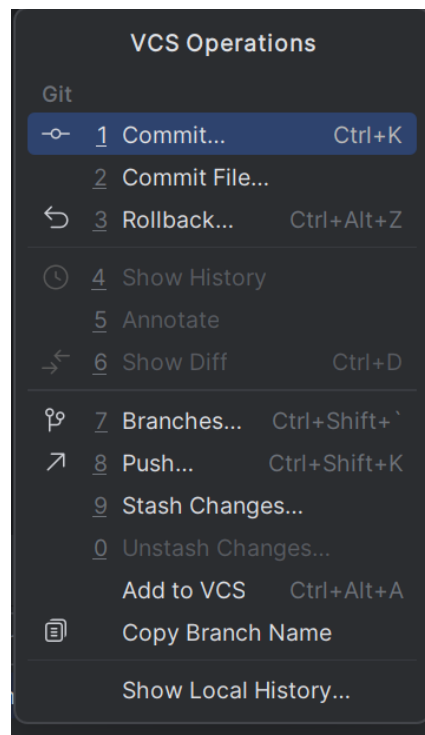 VCS Operations
Git
1 Commit... Ctrl+K
2 Commit File...
3 Rollback... Ctrl+Alt+Z
4 Show History
5 Annotate
6 Show Diff Ctrl+D
7 Branches... Ctrl+Shift+`
8 Push... Ctrl+Shift+K
9 Stash Changes...
0 Unstash Changes...
Add to VCS Ctrl+Alt+A
Copy Branch Name
Show Local History...